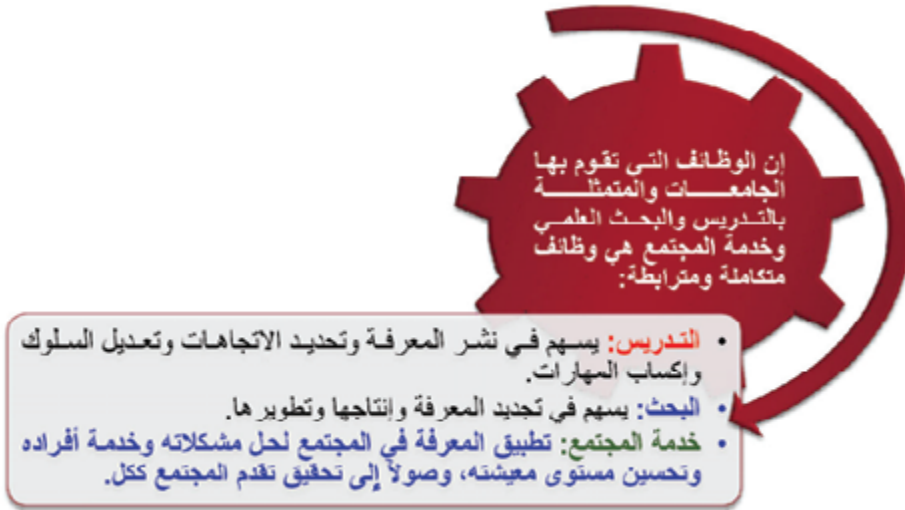 إن الوظائف التي تقوم بها
الجامعات والمتمثلة
بالتدريس والبحث العلمي
وخدمة المجتمع هي وظائف
متكاملة ومترابطة:
• التدريس: يسهم في نشر المعرفة وتحديد الاتجاهات وتعديل السلوك
وإكساب المهارات.
• البحث: يسهم في تجديد المعرفة وإنتاجها وتطويرها.
• خدمة المجتمع: تطبيق المعرفة في المجتمع لحل مشكلاته وخدمة أفراده
وتحسين مستوى معيشته، وصولاً إلى تحقيق تقدم المجتمع ككل.